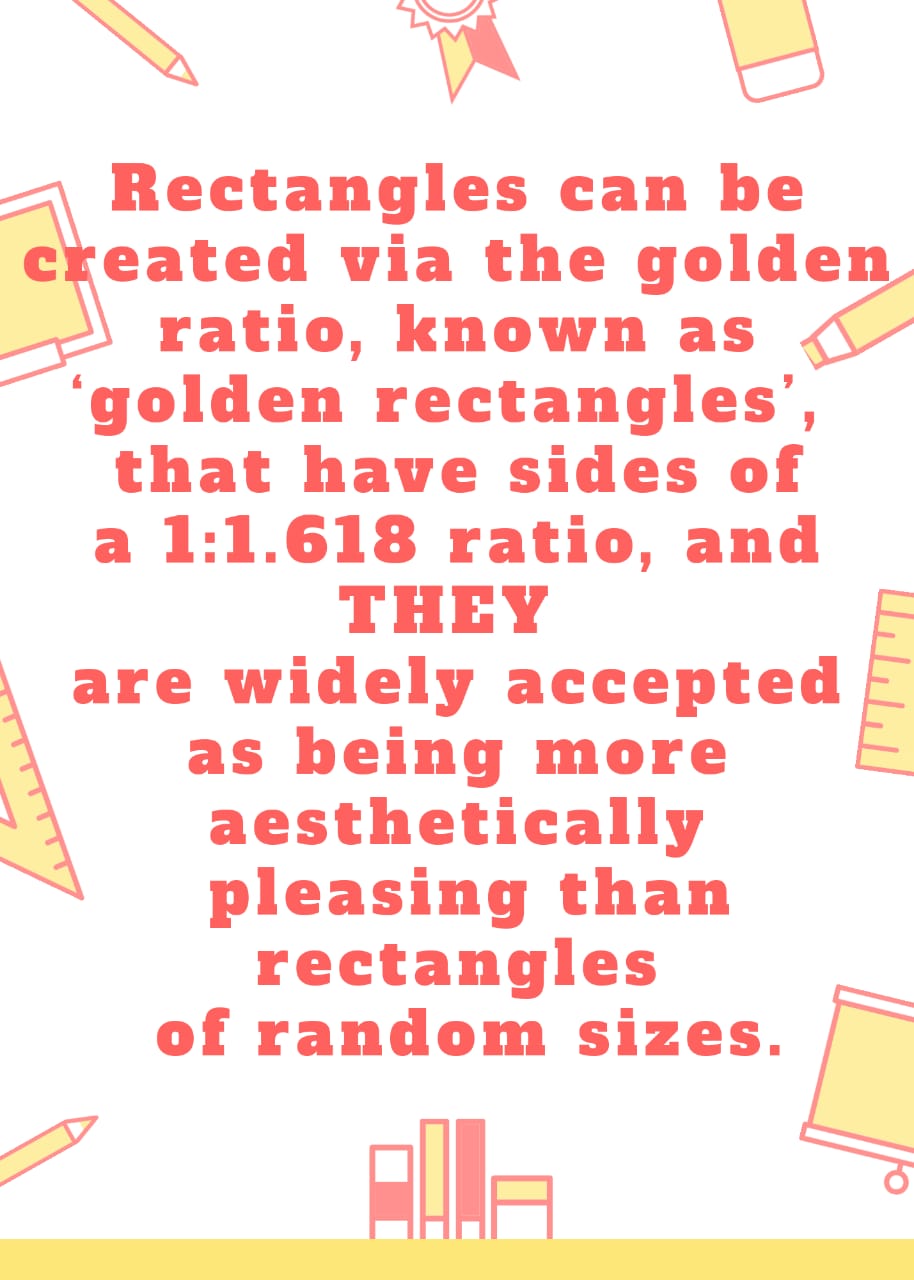 Rectangles can be
created via the golden
ratio, known as
‘golden rectangles’,
that have sides of
a 1:1.618 ratio, and
THEY
are widely accepted
as being more
aesthetically
pleasing than
rectangles
of random sizes.